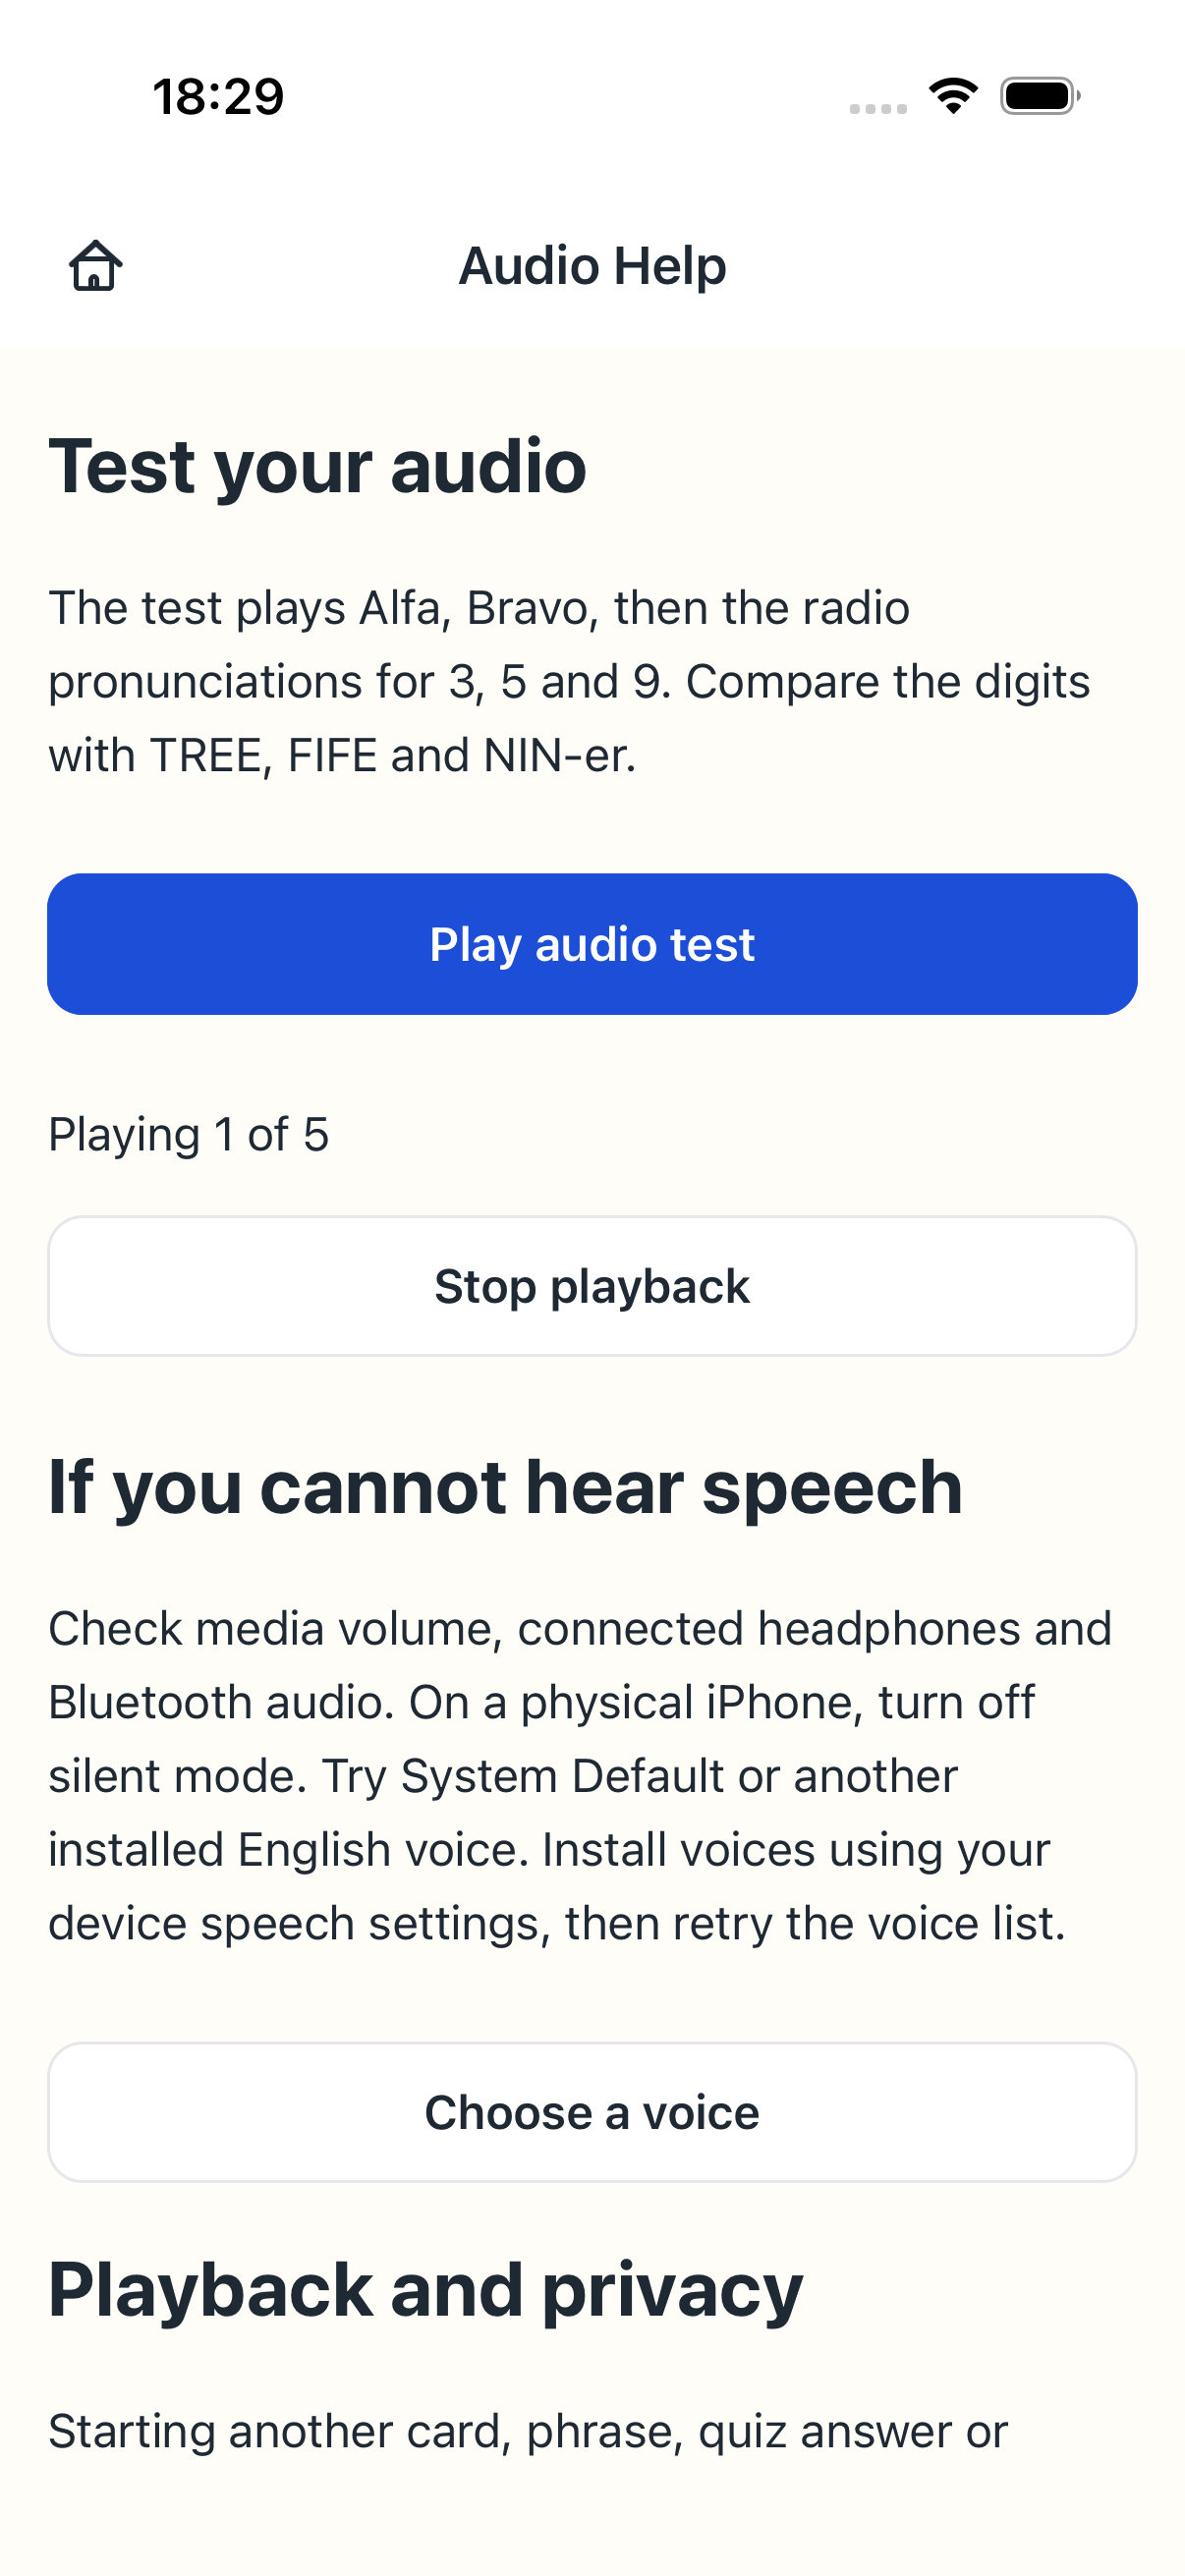 18:29
Audio Help
Test your audio
The test plays Alfa, Bravo, then the radio
pronunciations for 3, 5 and 9. Compare the digits
with TREE, FIFE and NIN-er.
Play audio test
Playing 1 of 5
Stop playback
If you cannot hear speech
Check media volume, connected headphones and
Bluetooth audio. On a physical iPhone, turn off
silent mode. Try System Default or another
installed English voice. Install voices using your
device speech settings, then retry the voice list.
Choose a voice
Playback and privacy
Starting another card, phrase, quiz answer or